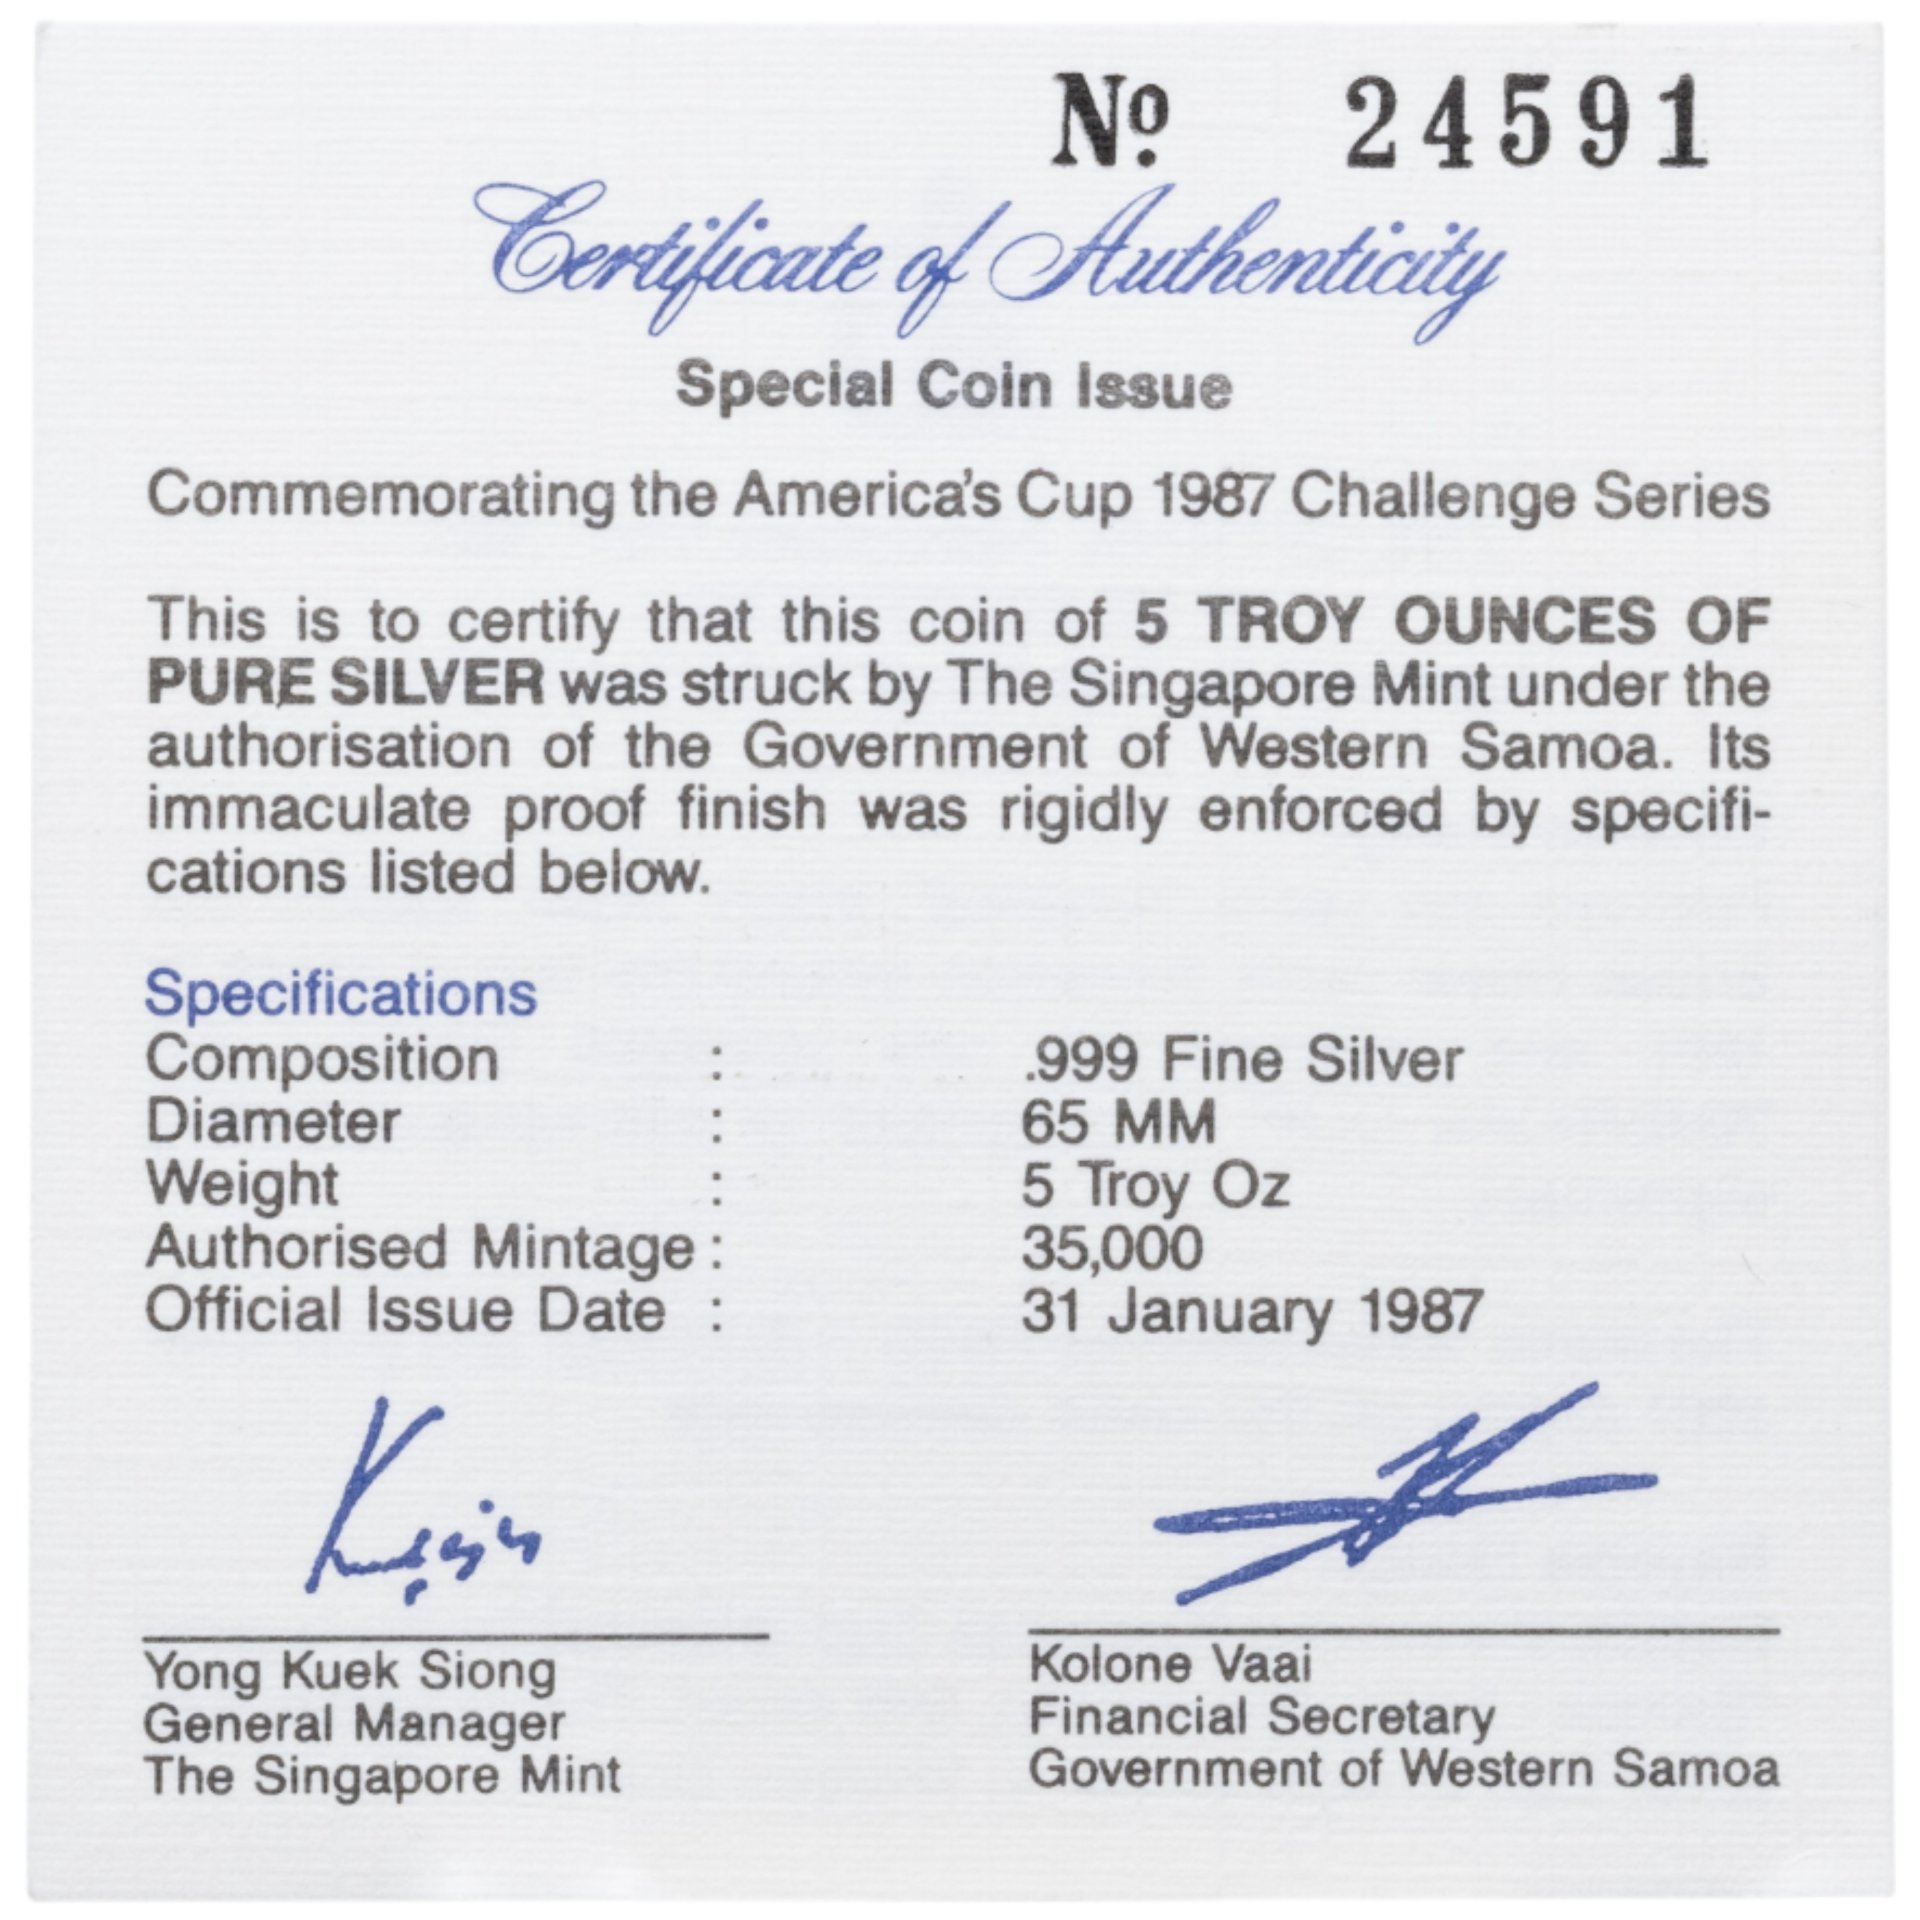 Nº 24591
Certificate of Authenticity
Special Coin Issue
Commemorating the America's Cup 1987 Challenge Series
This is to certify that this coin of 5 TROY OUNCES OF
PURE SILVER was struck by The Singapore Mint under the
authorisation of the Government of Western Samoa. Its
immaculate proof finish was rigidly enforced by specifi-
cations listed below.
Specifications
Composition : .999 Fine Silver
Diameter : 65 MM
Weight : 5 Troy Oz
Authorised Mintage : 35,000
Official Issue Date : 31 January 1987
Yong Kuek Siong
General Manager
The Singapore Mint
Kolone Vaai
Financial Secretary
Government of Western Samoa